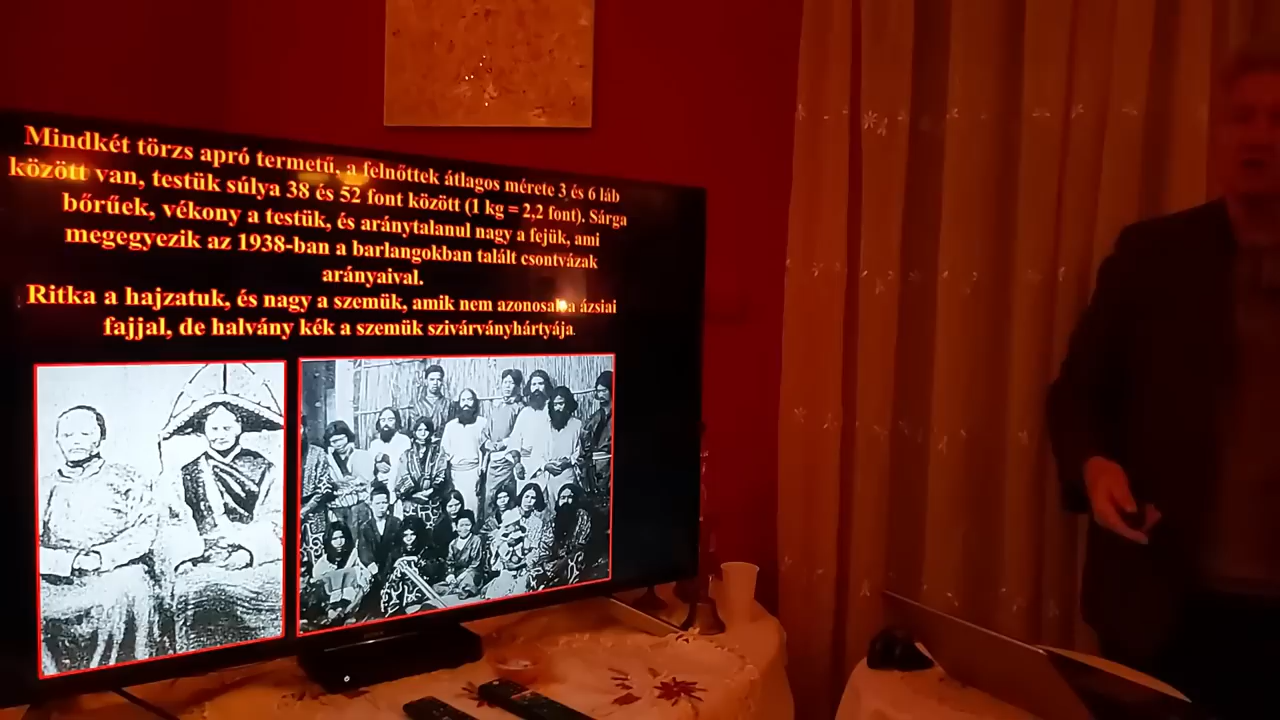 Mindkét törzs apró termetű, a felnőttek átlagos mérete 3 és 6 láb
között van, testük súlya 38 és 52 font között (1 kg = 2,2 font). Sárga
bőrűek, vékony a testük, és aránytalanul nagy a fejük, ami
megegyezik az 1938-ban a barlangokban talált csontvázak
arányaival.
Ritka a hajzatuk, és nagy a szemük, amik nem azonosak a ázsiai
fajjal, de halvány kék a szemük szivárványhártyája.